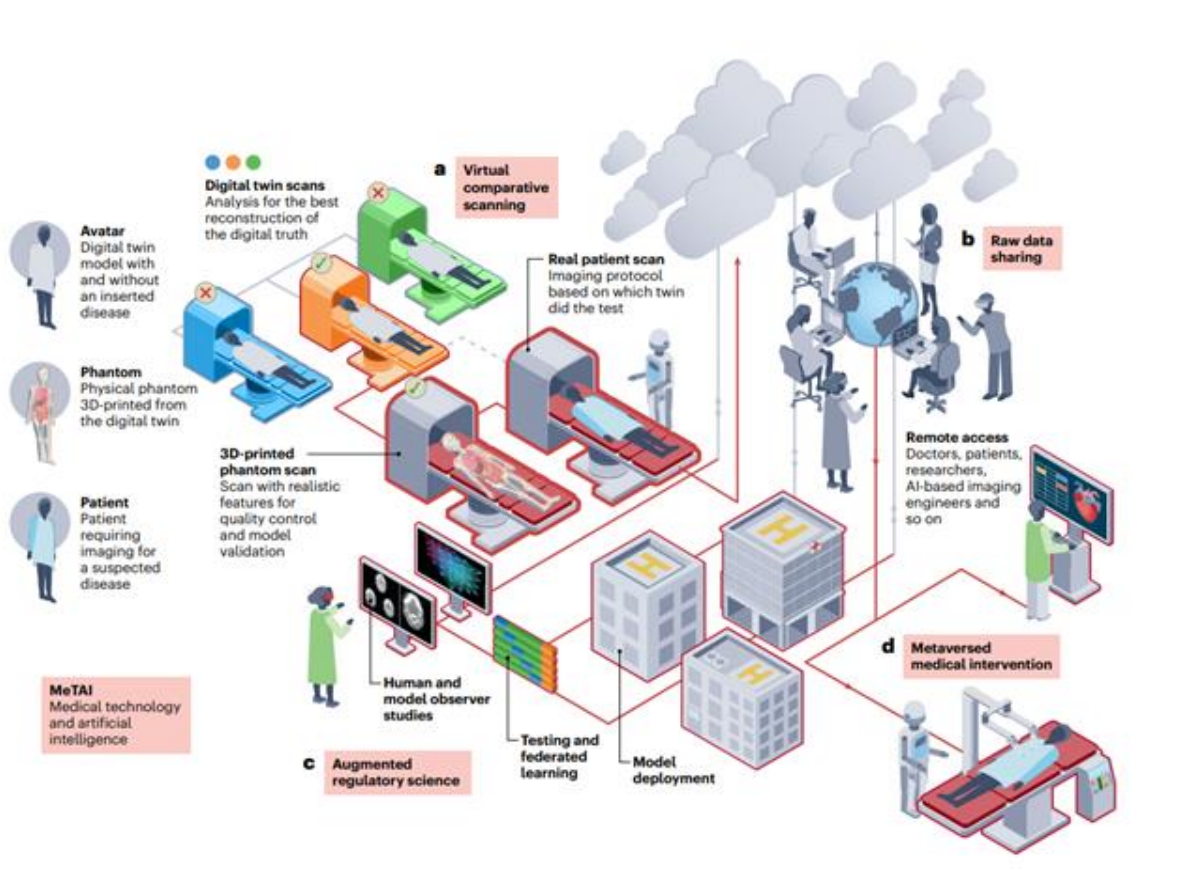 Digital twin scans
Analysis for the best
reconstruction of
the digital truth
a
Virtual
comparative
scanning
Avatar
Digital twin
model with
and without
an inserted
disease
Real patient scan
Imaging protocol
based on which twin
did the test
b
Raw data
sharing
Phantom
Physical phantom
3D-printed from
the digital twin
3D-printed
phantom scan
Scan with realistic
features for
quality control
and model
validation
Remote access
Doctors, patients,
researchers,
AI-based imaging
engineers and
so on
Patient
Patient
requiring
imaging for
a suspected
disease
H
H
H
d
Metaversed
medical intervention
MeTAI
Medical technology
and artificial
intelligence
Human and
model observer
studies
c
Augmented
regulatory science
Testing and
federated
learning
Model
deployment